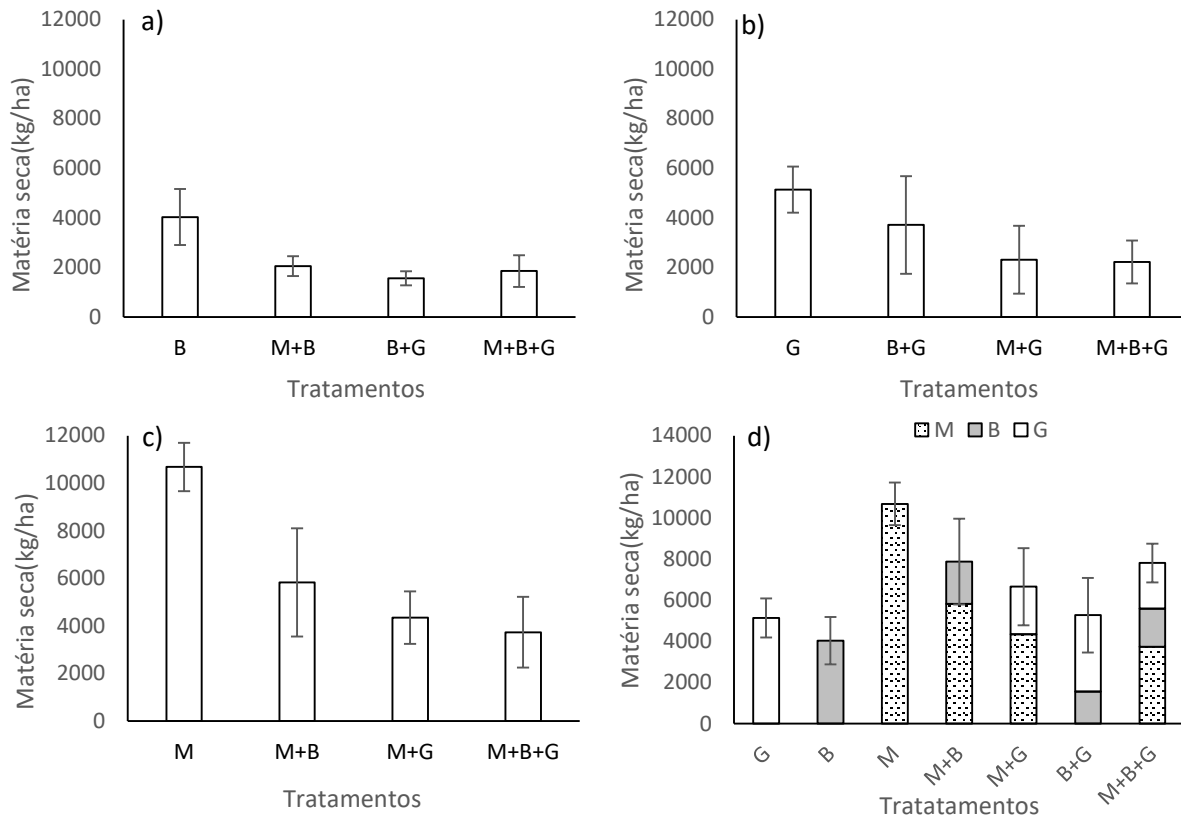 a)
12000
10000
8000
6000
4000
2000
0
Matéria seca(kg/ha)
B M+B B+G M+B+G
Tratamentos
b)
12000
10000
8000
6000
4000
2000
0
Matéria seca(kg/ha)
G B+G M+G M+B+G
Tratamentos
c)
12000
10000
8000
6000
4000
2000
0
Matéria seca(kg/ha)
M M+B M+G M+B+G
Tratamentos
M B G
d)
14000
12000
10000
8000
6000
4000
2000
0
Matéria seca(kg/ha)
G B M M+B M+G B+G M+B+G
Tratatamentos